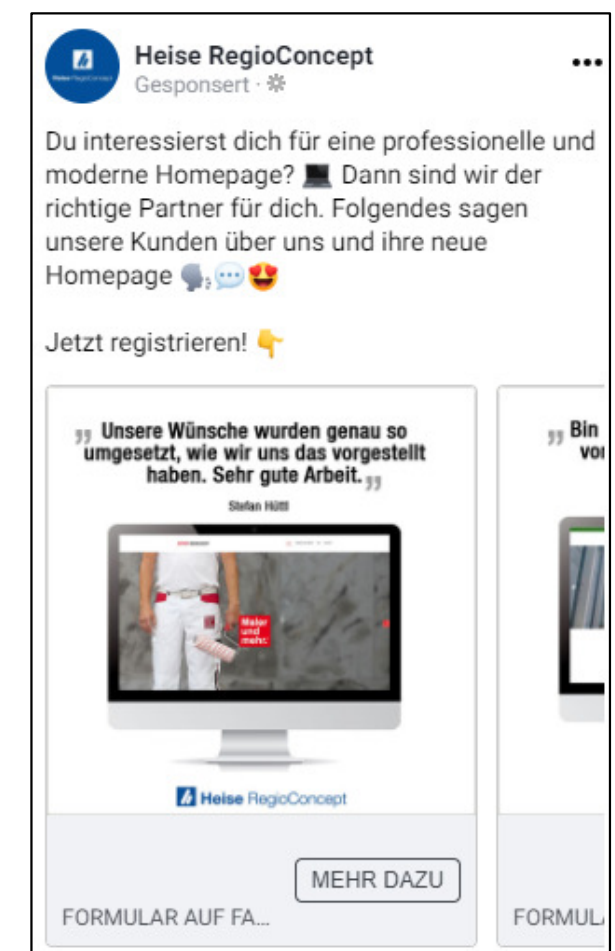 Heise RegioConcept
Gesponsert ·
Du interessierst dich für eine professionelle und
moderne Homepage? 💻 Dann sind wir der
richtige Partner für dich. Folgendes sagen
unsere Kunden über uns und ihre neue
Homepage 🗣️💬😍
Jetzt registrieren! 👇
„ Unsere Wünsche wurden genau so
umgesetzt, wie wir uns das vorgestellt
haben. Sehr gute Arbeit. „
Stefan Hüttl
Maler
und
mehr.
Heise RegioConcept
MEHR DAZU
FORMULAR AUF FA...
„ Bin
vor
FORMUL